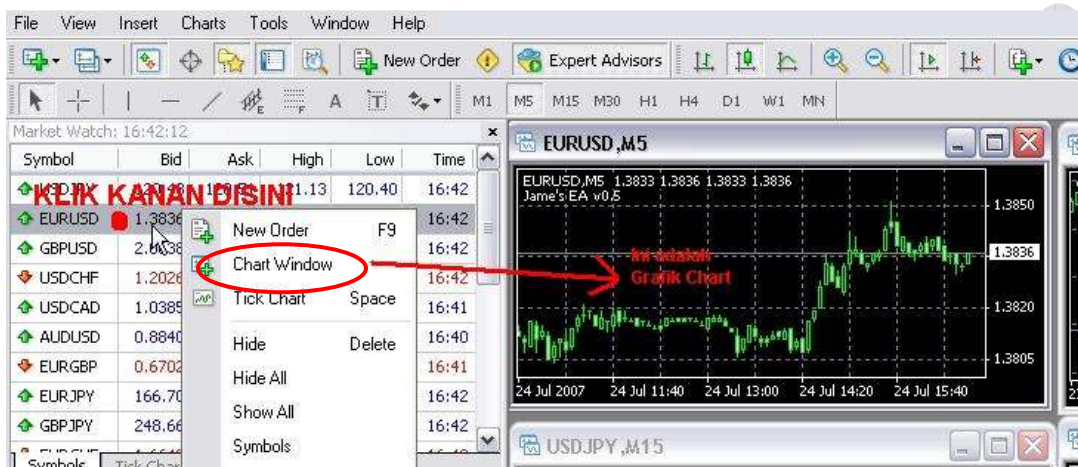 File View Insert Charts Tools Window Help
New Order Expert Advisors
A T M1 M5 M15 M30 H1 H4 D1 W1 MN
Market Watch: 16:42:12
Symbol Bid Ask High Low Time
121.13 120.40 16:42
KLIK KANAN DISINI
EURUSD 1.3836 16:42
GBPUSD 16:42
USDCHF 1.2026 16:42
USDCAD 1.0385 16:41
AUDUSD 0.8840 16:40
EURGBP 0.6702 16:41
EURJPY 166.70 16:42
GBPJPY 248.66 16:42
Symbols Tick Char
New Order F9
Chart Window
Tick Chart Space
Hide Delete
Hide All
Show All
Symbols
EURUSD,M5
EURUSD,M5 1.3833 1.3836 1.3833 1.3836
Jame's EA v0.5
Ini adalah
Grafik Chart
1.3850
1.3836
1.3820
1.3805
24 Jul 2007 24 Jul 11:40 24 Jul 13:00 24 Jul 14:20 24 Jul 15:40
USDJPY,M15